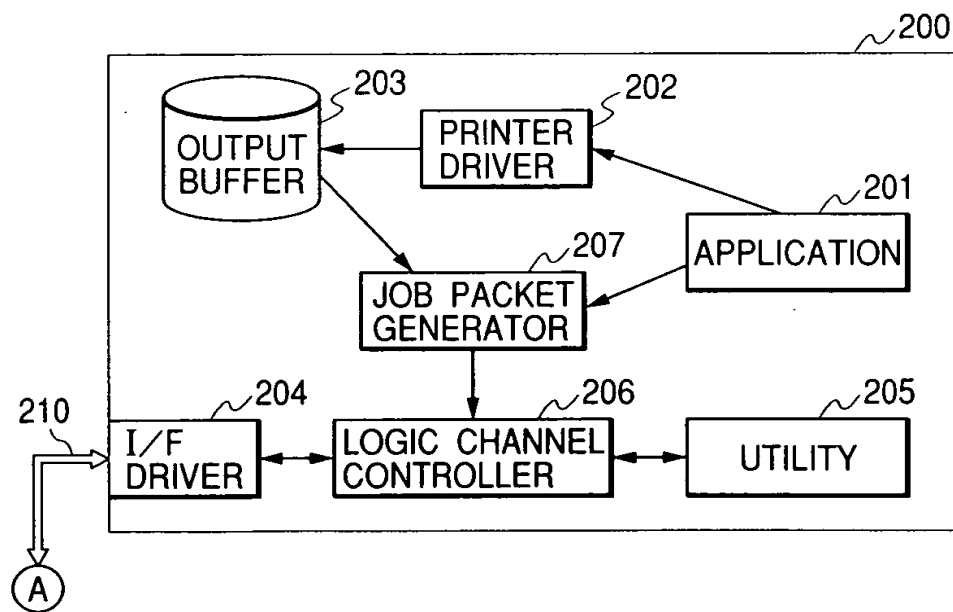 200
203
202
OUTPUT
BUFFER
PRINTER
DRIVER
201
APPLICATION
207
JOB PACKET
GENERATOR
210
204
I/F
DRIVER
206
LOGIC CHANNEL
CONTROLLER
205
UTILITY
A